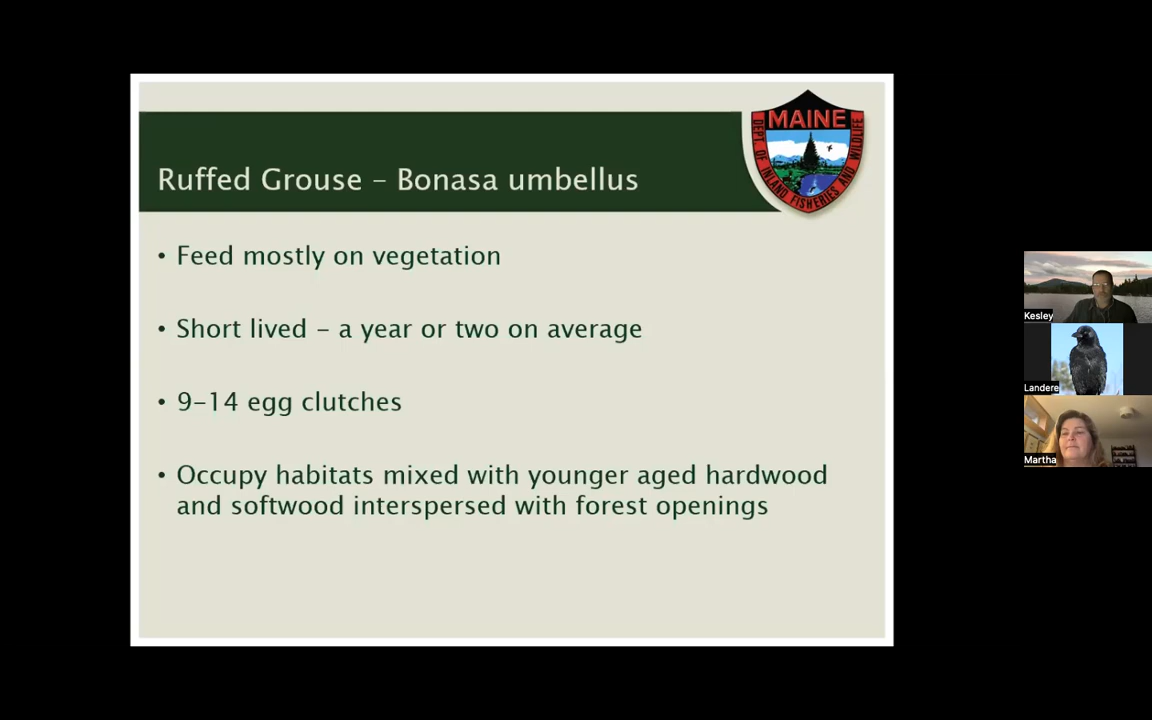 MAINE
DEPT. OF INLAND FISHERIES AND WILDLIFE
Ruffed Grouse – Bonasa umbellus
• Feed mostly on vegetation
• Short lived – a year or two on average
• 9–14 egg clutches
• Occupy habitats mixed with younger aged hardwood
and softwood interspersed with forest openings
Kesley
Landere
Martha